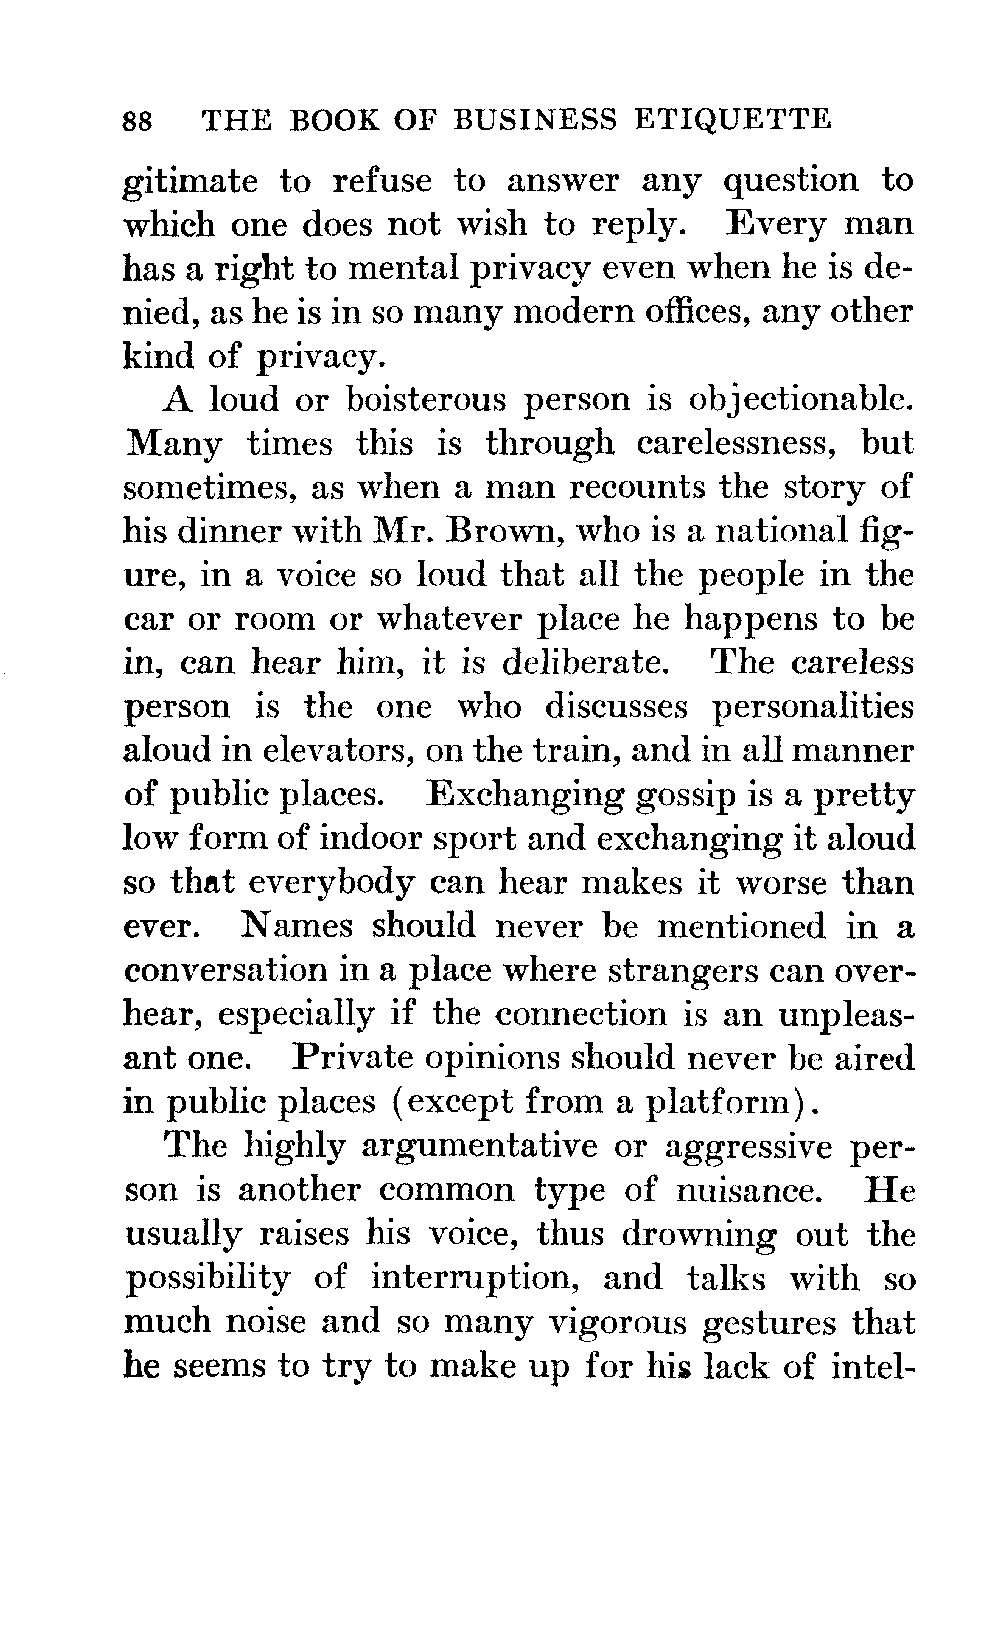 88 THE BOOK OF BUSINESS ETIQUETTE
gitimate to refuse to answer any question to
which one does not wish to reply. Every man
has a right to mental privacy even when he is de-
nied, as he is in so many modern offices, any other
kind of privacy.
A loud or boisterous person is objectionable.
Many times this is through carelessness, but
sometimes, as when a man recounts the story of
his dinner with Mr. Brown, who is a national fig-
ure, in a voice so loud that all the people in the
car or room or whatever place he happens to be
in, can hear him, it is deliberate. The careless
person is the one who discusses personalities
aloud in elevators, on the train, and in all manner
of public places. Exchanging gossip is a pretty
low form of indoor sport and exchanging it aloud
so that everybody can hear makes it worse than
ever. Names should never be mentioned in a
conversation in a place where strangers can over-
hear, especially if the connection is an unpleas-
ant one. Private opinions should never be aired
in public places (except from a platform).
The highly argumentative or aggressive per-
son is another common type of nuisance. He
usually raises his voice, thus drowning out the
possibility of interruption, and talks with so
much noise and so many vigorous gestures that
he seems to try to make up for his lack of intel-